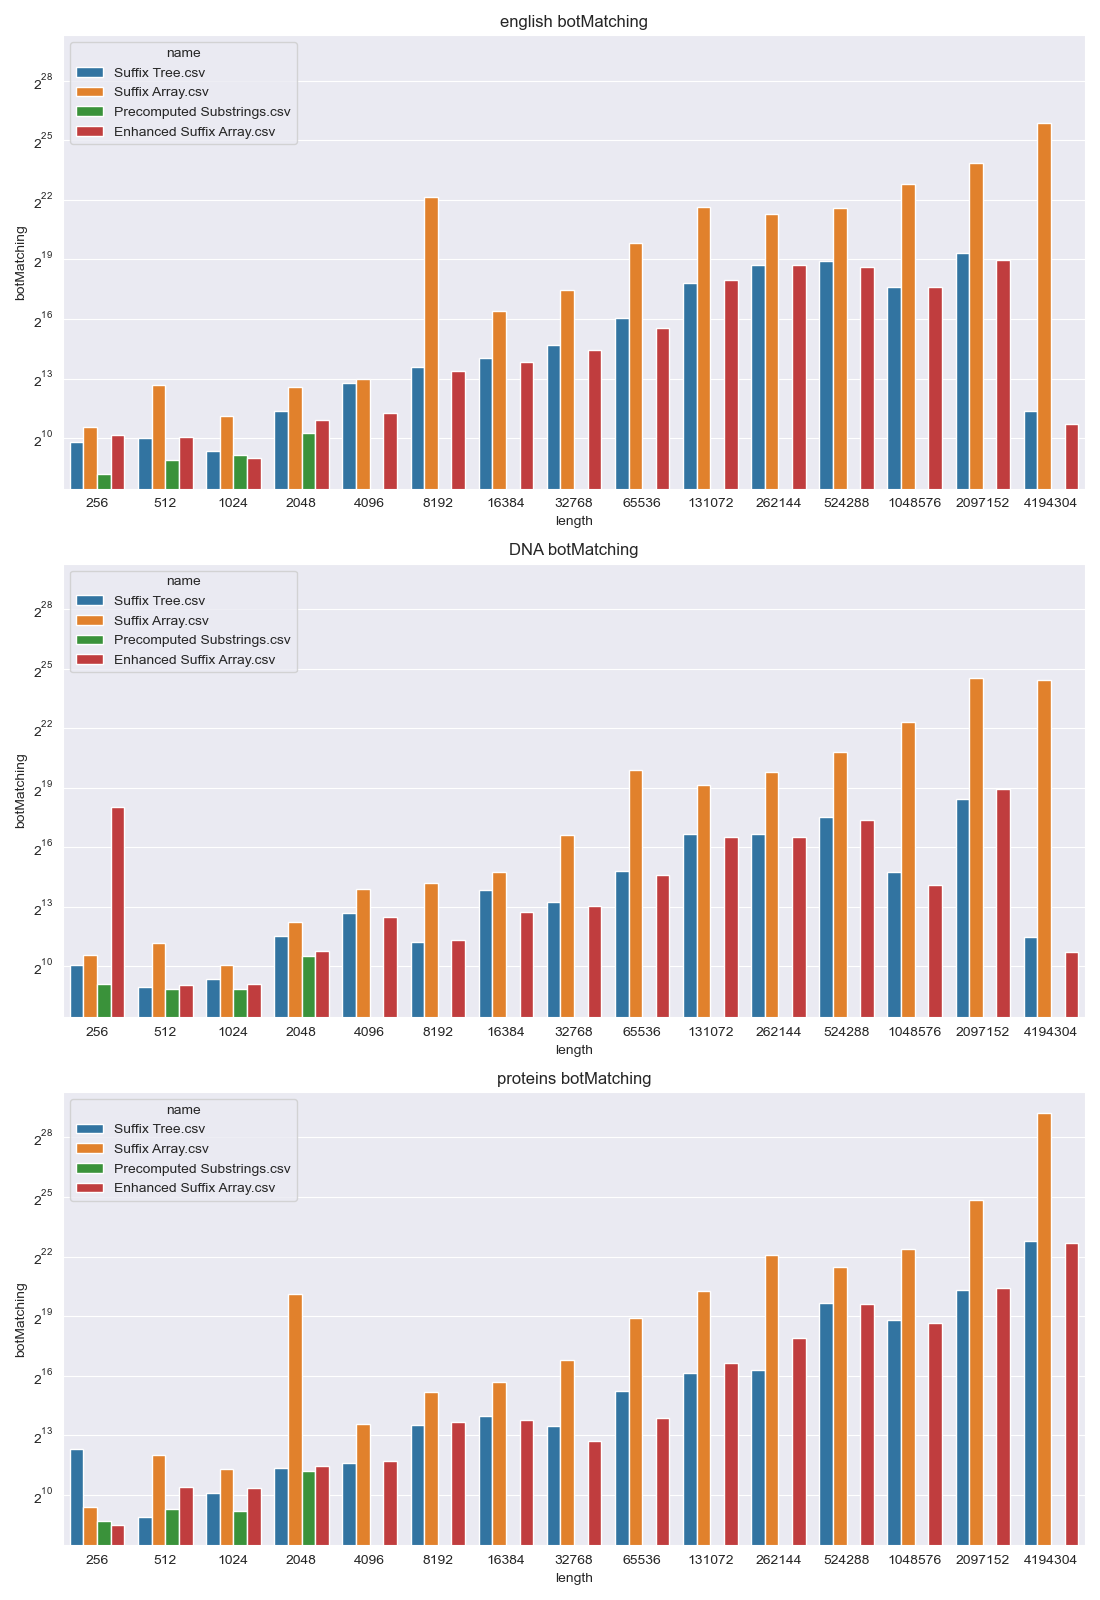 english botMatching
name
Suffix Tree.csv
Suffix Array.csv
Precomputed Substrings.csv
Enhanced Suffix Array.csv
2^28
2^25
2^22
2^19
2^16
2^13
2^10
botMatching
256 512 1024 2048 4096 8192 16384 32768 65536 131072 262144 524288 1048576 2097152 4194304
length
DNA botMatching
name
Suffix Tree.csv
Suffix Array.csv
Precomputed Substrings.csv
Enhanced Suffix Array.csv
2^28
2^25
2^22
2^19
2^16
2^13
2^10
botMatching
256 512 1024 2048 4096 8192 16384 32768 65536 131072 262144 524288 1048576 2097152 4194304
length
proteins botMatching
name
Suffix Tree.csv
Suffix Array.csv
Precomputed Substrings.csv
Enhanced Suffix Array.csv
2^28
2^25
2^22
2^19
2^16
2^13
2^10
botMatching
256 512 1024 2048 4096 8192 16384 32768 65536 131072 262144 524288 1048576 2097152 4194304
length